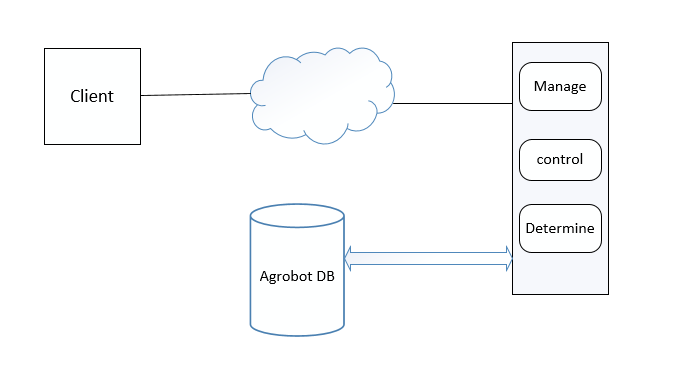 Client
Manage
control
Determine
Agrobot DB